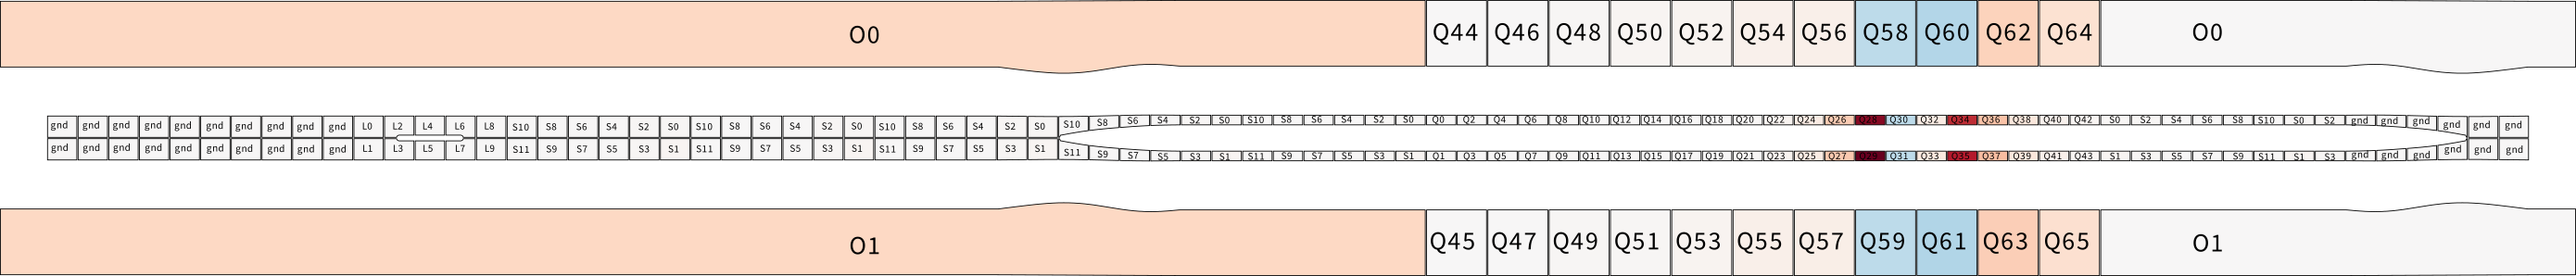 O0 Q44 Q46 Q48 Q50 Q52 Q54 Q56 Q58 Q60 Q62 Q64 O0
gnd gnd gnd gnd gnd gnd gnd gnd gnd gnd L0 L2 L4 L6 L8 S10 S8 S6 S4 S2 S0 S10 S8 S6 S4 S2 S0 S10 S8 S6 S4 S2 S0 S10 S8 S6 S4 S2 S0 S10 S8 S6 S4 S2 S0 Q0 Q2 Q4 Q6 Q8 Q10 Q12 Q14 Q16 Q18 Q20 Q22 Q24 Q26 Q28 Q30 Q32 Q34 Q36 Q38 Q40 Q42 S0 S2 S4 S6 S8 S10 S0 S2 gnd gnd gnd gnd gnd gnd
gnd gnd gnd gnd gnd gnd gnd gnd gnd gnd L1 L3 L5 L7 L9 S11 S9 S7 S5 S3 S1 S11 S9 S7 S5 S3 S1 S11 S9 S7 S5 S3 S1 S11 S9 S7 S5 S3 S1 S11 S9 S7 S5 S3 S1 Q1 Q3 Q5 Q7 Q9 Q11 Q13 Q15 Q17 Q19 Q21 Q23 Q25 Q27 Q29 Q31 Q33 Q35 Q37 Q39 Q41 Q43 S1 S3 S5 S7 S9 S11 S1 S3 gnd gnd gnd gnd gnd gnd
O1 Q45 Q47 Q49 Q51 Q53 Q55 Q57 Q59 Q61 Q63 Q65 O1